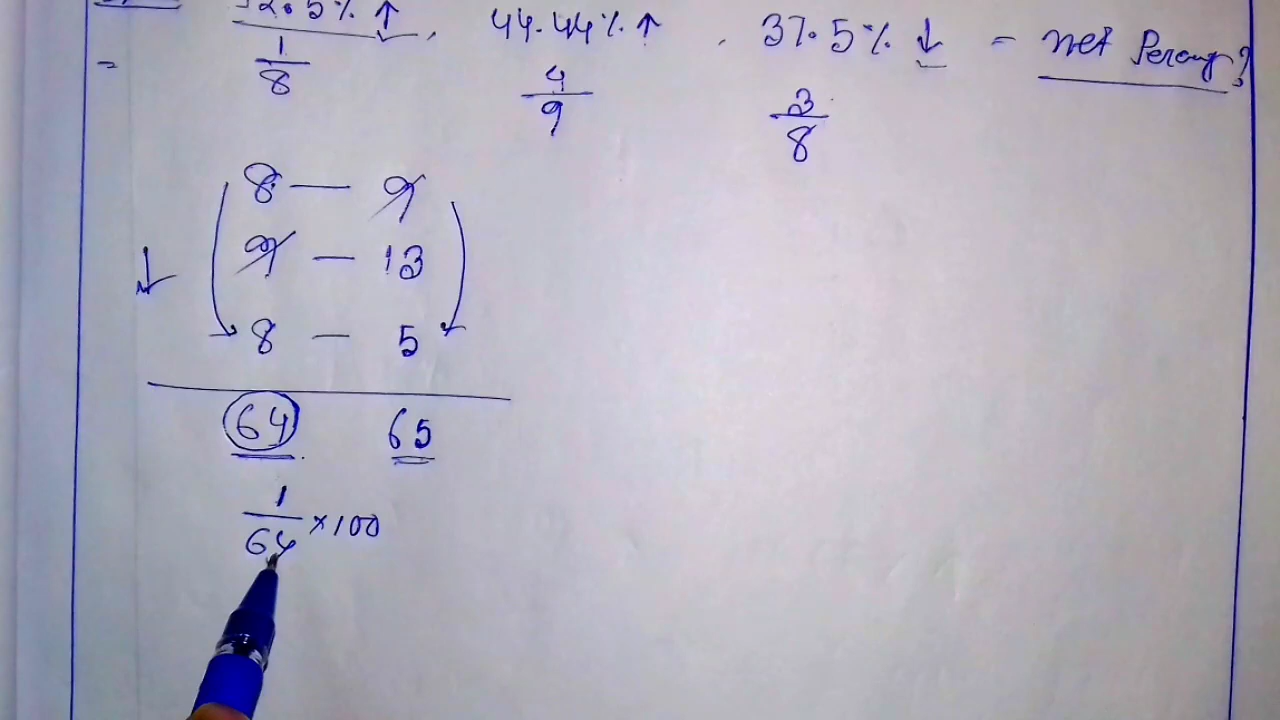 12.5% ↑, 44.44% ↑, 37.5% ↓ = net
= 1/8 4/9 3/8
8 — 9
9 — 13
↓ 8 — 5
64 65
1/64 × 100